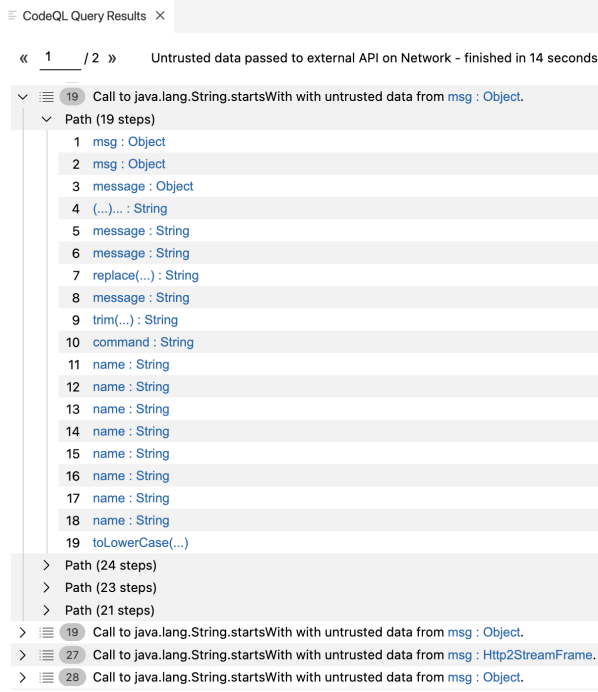 CodeQL Query Results ×
« 1 / 2 » Untrusted data passed to external API on Network - finished in 14 seconds
19 Call to java.lang.String.startsWith with untrusted data from msg : Object.
Path (19 steps)
1 msg : Object
2 msg : Object
3 message : Object
4 (...)... : String
5 message : String
6 message : String
7 replace(...) : String
8 message : String
9 trim(...) : String
10 command : String
11 name : String
12 name : String
13 name : String
14 name : String
15 name : String
16 name : String
17 name : String
18 name : String
19 toLowerCase(...)
Path (24 steps)
Path (23 steps)
Path (21 steps)
19 Call to java.lang.String.startsWith with untrusted data from msg : Object.
27 Call to java.lang.String.startsWith with untrusted data from msg : Http2StreamFrame.
28 Call to java.lang.String.startsWith with untrusted data from msg : Object.